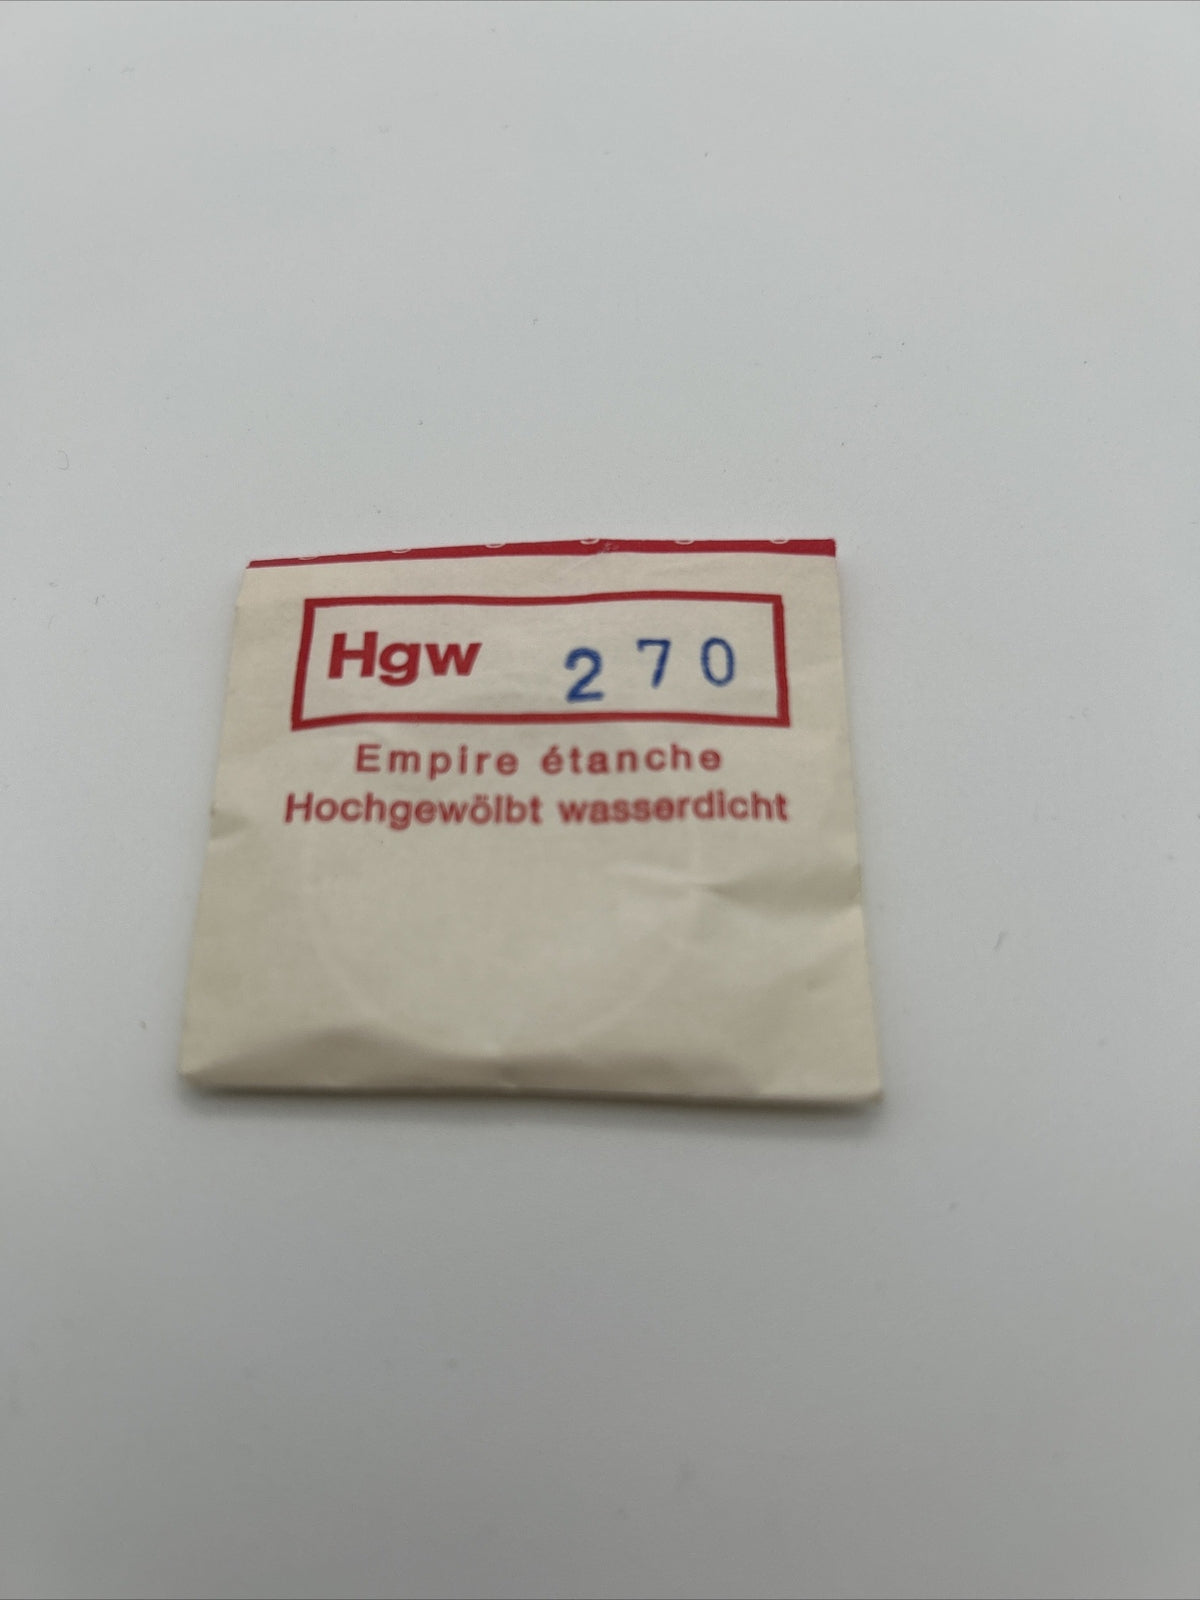 Hgw 270
Empire étanche
Hochgewölbt wasserdicht